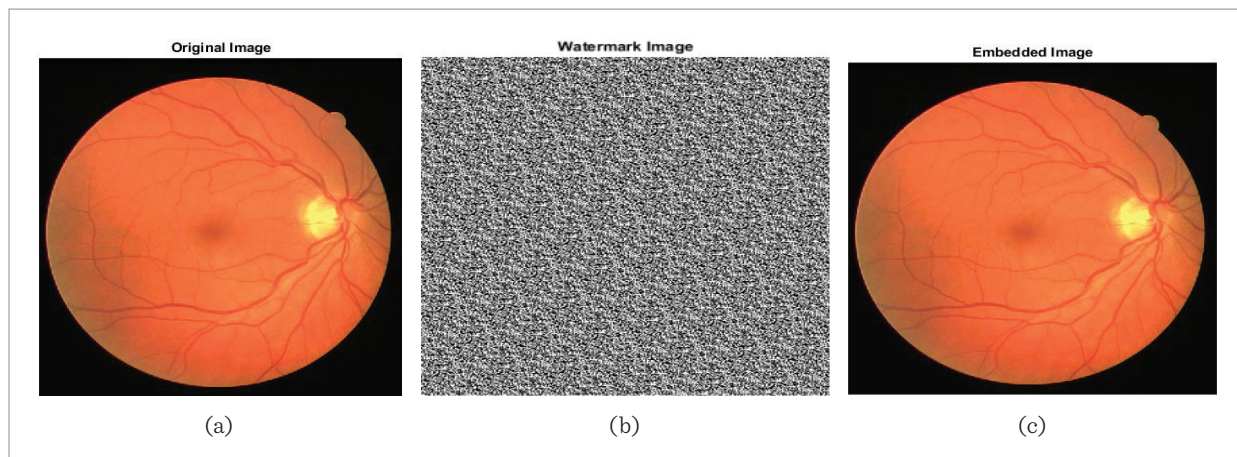 Original Image
Watermark Image
Embedded Image
(a)
(b)
(c)